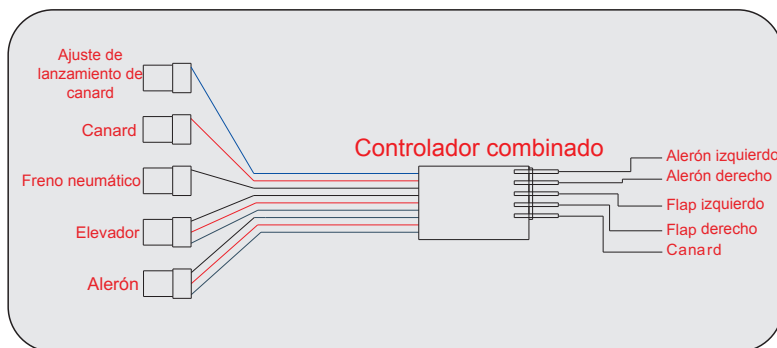 Ajuste de
lanzamiento de
canard
Canard
Freno neumático
Elevador
Alerón
Controlador combinado
Alerón izquierdo
Alerón derecho
Flap izquierdo
Flap derecho
Canard